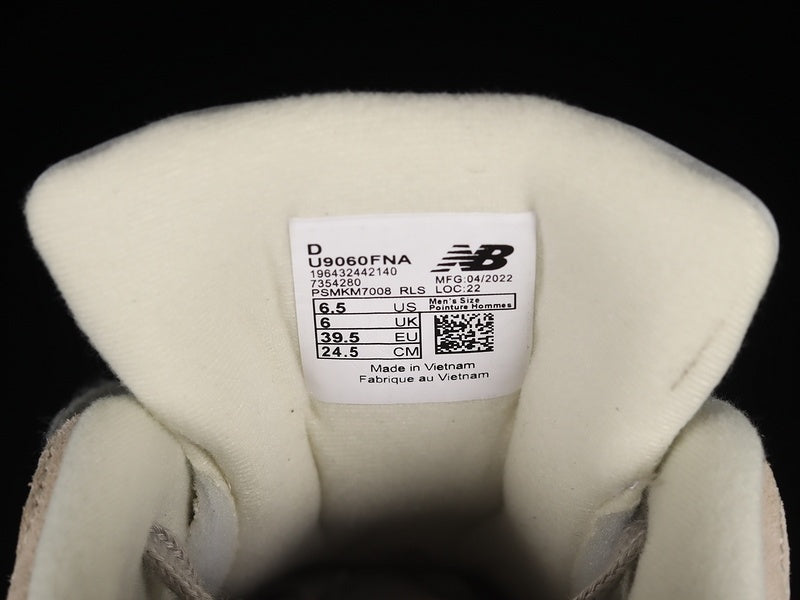 D
U9060FNA
196432442140
7354280
PSMKM7008 RLS
NB
MFG:04/2022
LOC:22
6.5 US
Men's Size
Pointure Hommes
6 UK
39.5 EU
24.5 CM
Made in Vietnam
Fabrique au Vietnam